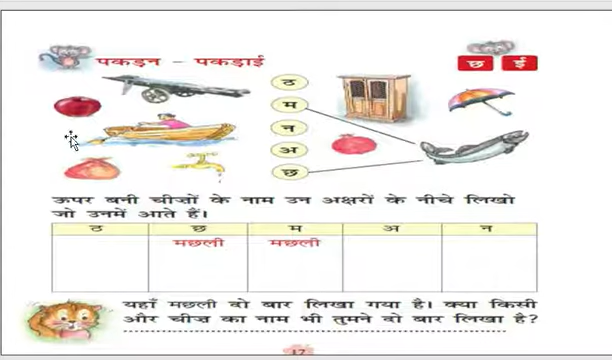 पकड़न – पकड़ाई
छ ई
ठ
म
न
अ
छ
ऊपर बनी चीज़ों के नाम उन अक्षरों के नीचे लिखो
जो उनमें आते हैं।
ठ छ म अ न
मछली मछली
यहाँ मछली दो बार लिखा गया है। क्या किसी
और चीज़ का नाम भी तुमने दो बार लिखा है?
17